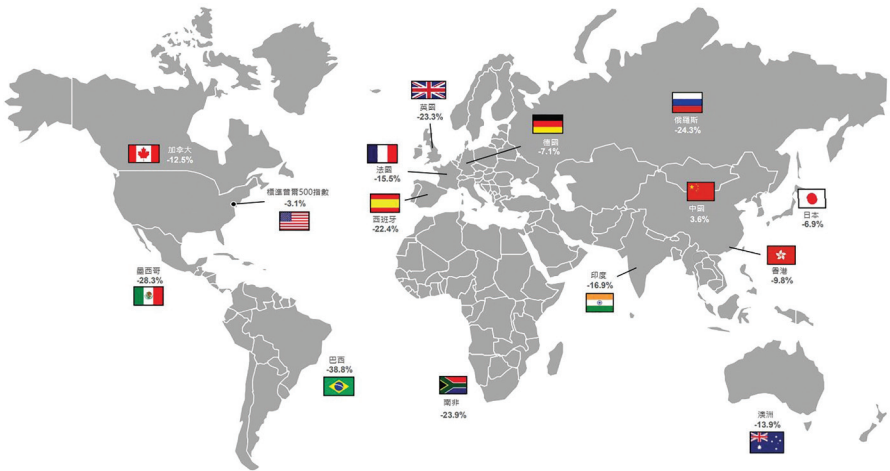 英國
-23.3%
俄羅斯
-24.3%
德國
-7.1%
加拿大
-12.5%
法國
-15.5%
標準普爾500指數
-3.1%
西班牙
-22.4%
中國
3.6%
日本
-6.9%
墨西哥
-28.3%
印度
-16.9%
香港
-9.8%
巴西
-38.8%
南非
-23.9%
澳洲
-13.9%